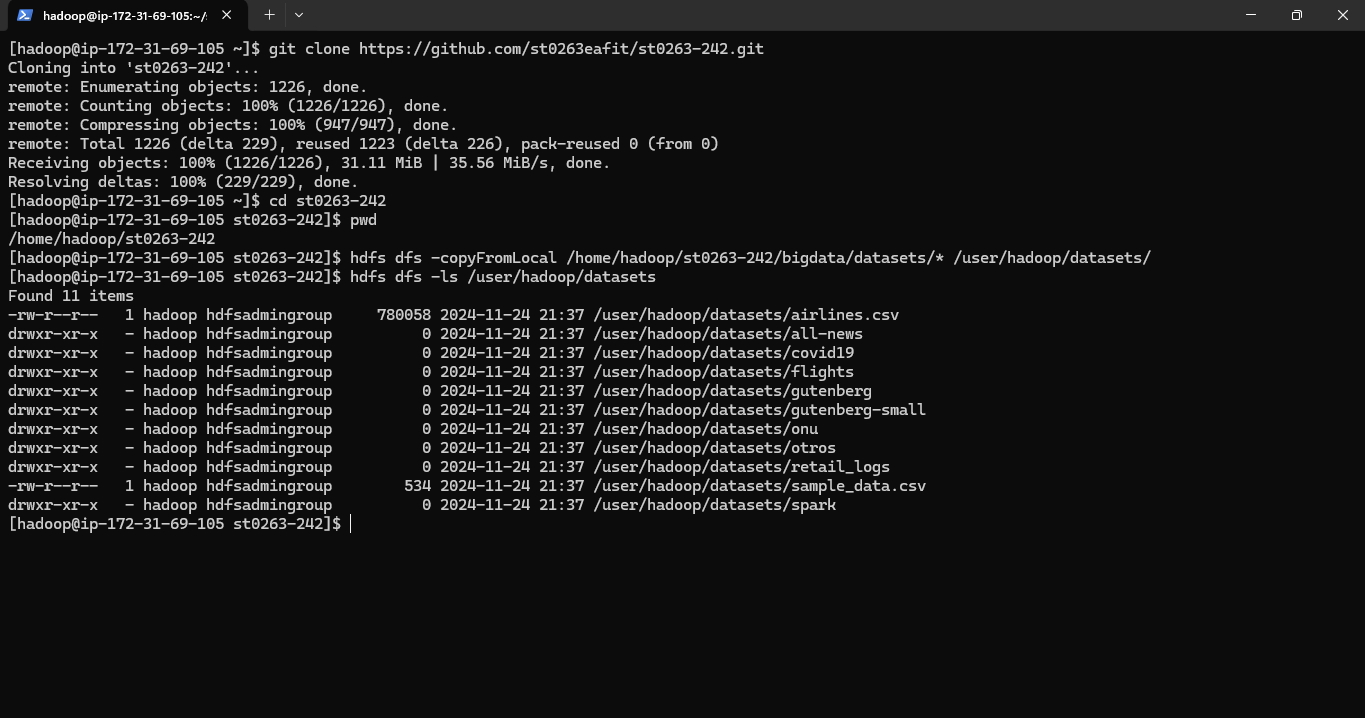 hadoop@ip-172-31-69-105:~/
[hadoop@ip-172-31-69-105 ~]$ git clone https://github.com/st0263eafit/st0263-242.git
Cloning into 'st0263-242'...
remote: Enumerating objects: 1226, done.
remote: Counting objects: 100% (1226/1226), done.
remote: Compressing objects: 100% (947/947), done.
remote: Total 1226 (delta 229), reused 1223 (delta 226), pack-reused 0 (from 0)
Receiving objects: 100% (1226/1226), 31.11 MiB | 35.56 MiB/s, done.
Resolving deltas: 100% (229/229), done.
[hadoop@ip-172-31-69-105 ~]$ cd st0263-242
[hadoop@ip-172-31-69-105 st0263-242]$ pwd
/home/hadoop/st0263-242
[hadoop@ip-172-31-69-105 st0263-242]$ hdfs dfs -copyFromLocal /home/hadoop/st0263-242/bigdata/datasets/* /user/hadoop/datasets/
[hadoop@ip-172-31-69-105 st0263-242]$ hdfs dfs -ls /user/hadoop/datasets
Found 11 items
-rw-r--r--   1 hadoop hdfsadmingroup     780058 2024-11-24 21:37 /user/hadoop/datasets/airlines.csv
drwxr-xr-x   - hadoop hdfsadmingroup          0 2024-11-24 21:37 /user/hadoop/datasets/all-news
drwxr-xr-x   - hadoop hdfsadmingroup          0 2024-11-24 21:37 /user/hadoop/datasets/covid19
drwxr-xr-x   - hadoop hdfsadmingroup          0 2024-11-24 21:37 /user/hadoop/datasets/flights
drwxr-xr-x   - hadoop hdfsadmingroup          0 2024-11-24 21:37 /user/hadoop/datasets/gutenberg
drwxr-xr-x   - hadoop hdfsadmingroup          0 2024-11-24 21:37 /user/hadoop/datasets/gutenberg-small
drwxr-xr-x   - hadoop hdfsadmingroup          0 2024-11-24 21:37 /user/hadoop/datasets/onu
drwxr-xr-x   - hadoop hdfsadmingroup          0 2024-11-24 21:37 /user/hadoop/datasets/otros
drwxr-xr-x   - hadoop hdfsadmingroup          0 2024-11-24 21:37 /user/hadoop/datasets/retail_logs
-rw-r--r--   1 hadoop hdfsadmingroup        534 2024-11-24 21:37 /user/hadoop/datasets/sample_data.csv
drwxr-xr-x   - hadoop hdfsadmingroup          0 2024-11-24 21:37 /user/hadoop/datasets/spark
[hadoop@ip-172-31-69-105 st0263-242]$